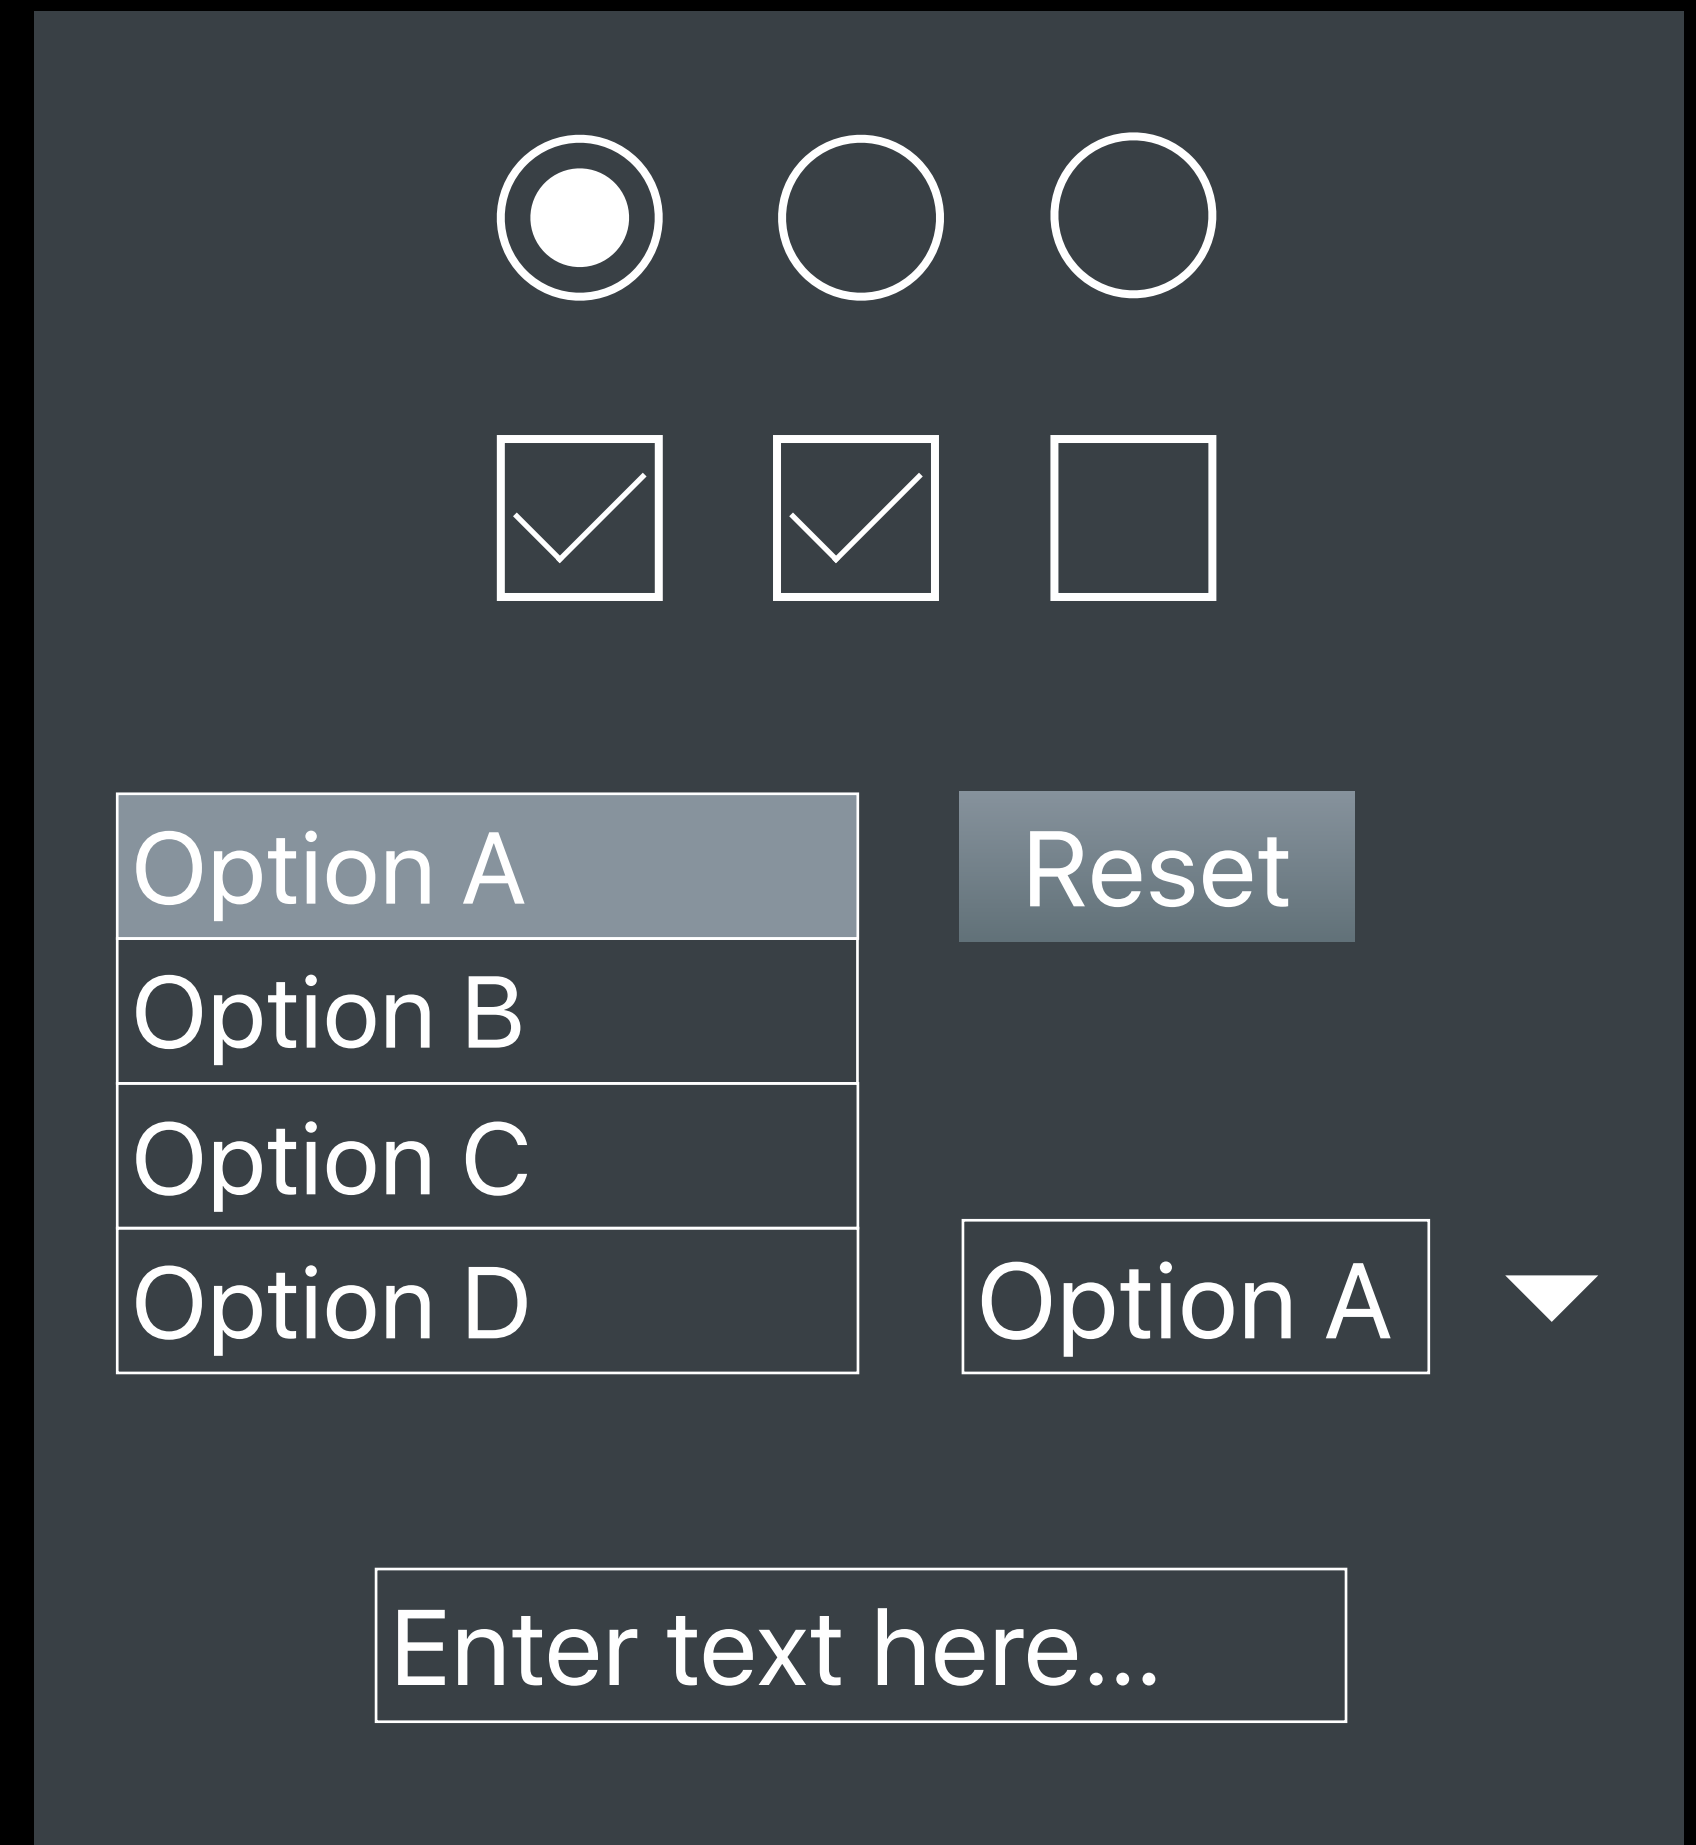 Option A
Reset
Option B
Option C
Option D
Option A
Enter text here...